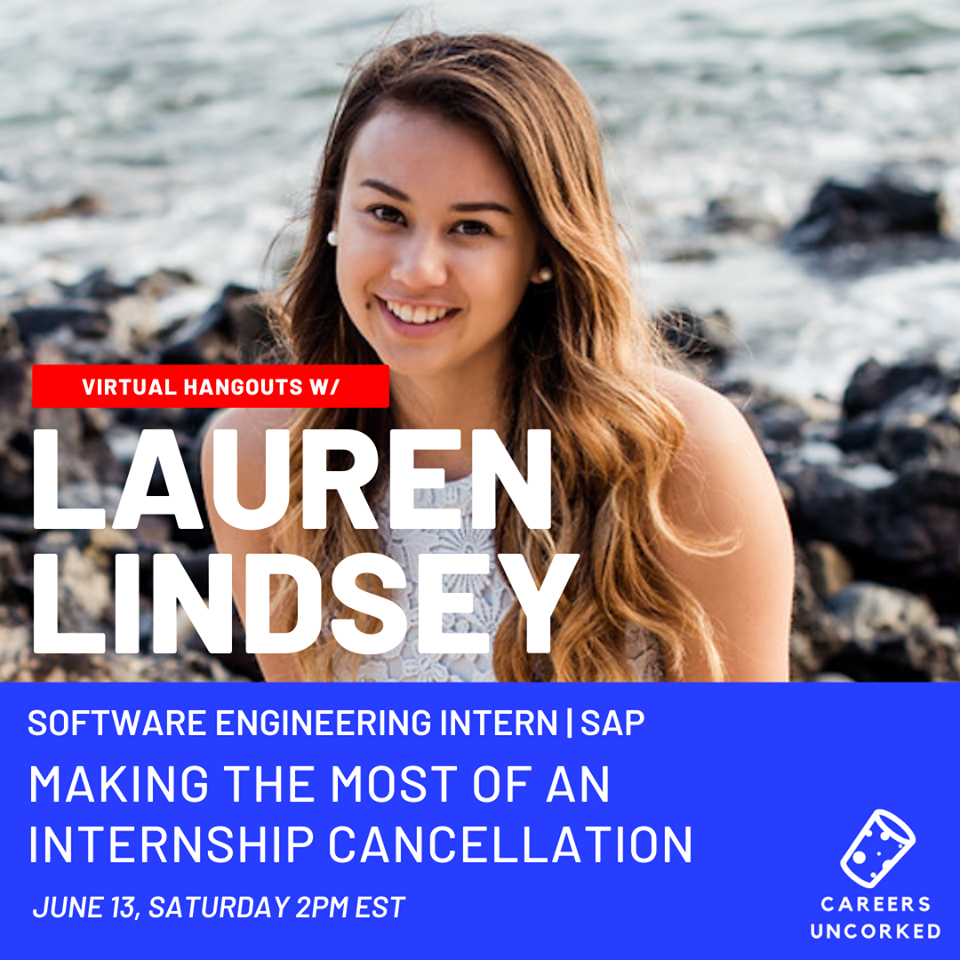 VIRTUAL HANGOUTS W/
LAUREN
LINDSEY
SOFTWARE ENGINEERING INTERN | SAP
MAKING THE MOST OF AN
INTERNSHIP CANCELLATION
JUNE 13, SATURDAY 2PM EST
CAREERS
UNCORKED